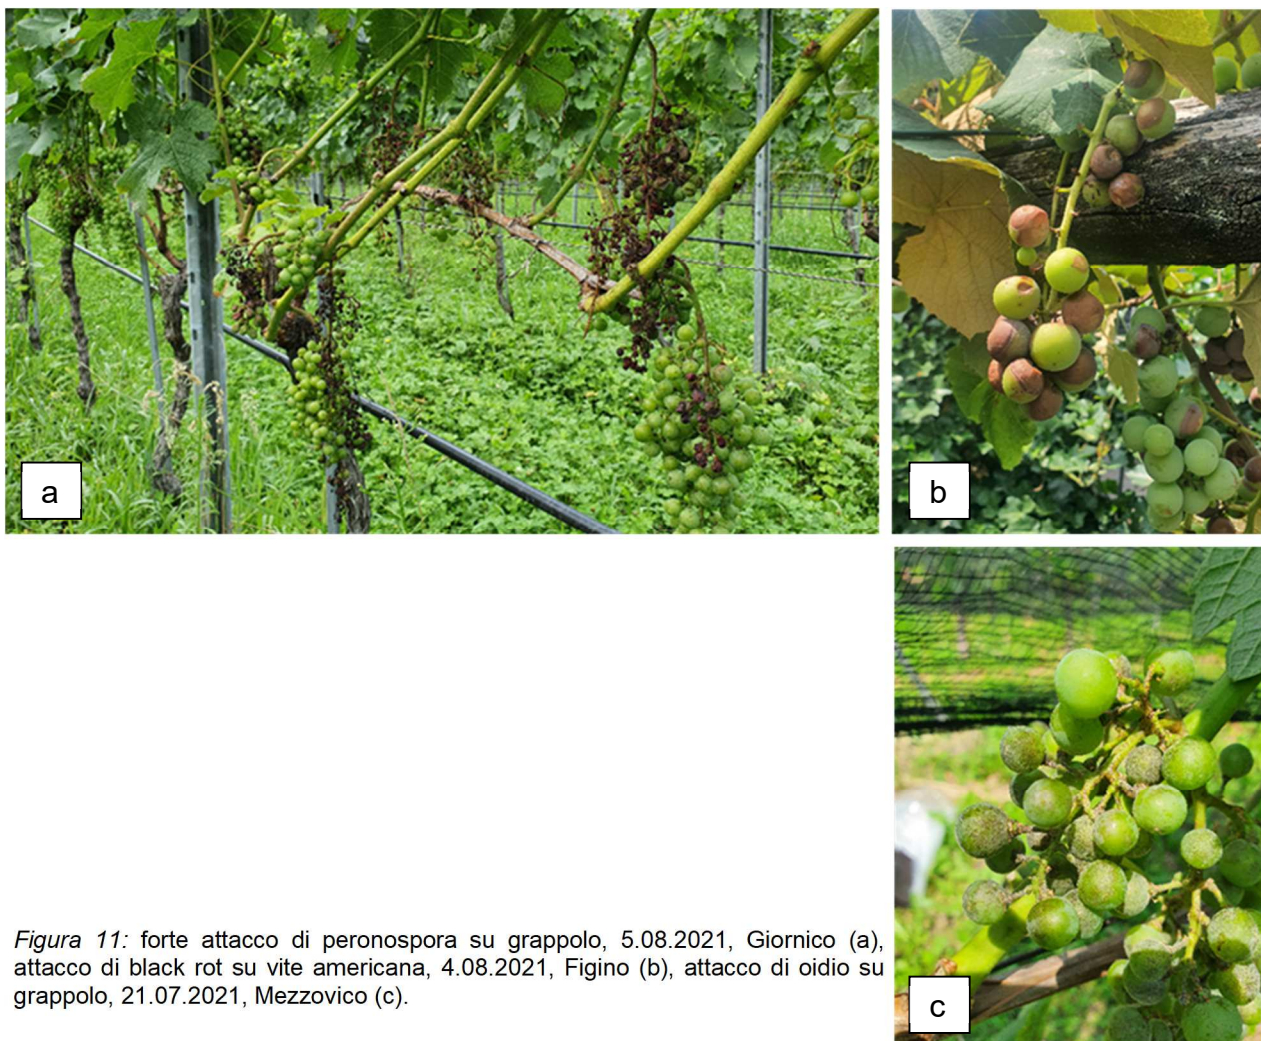 a
b
c
Figura 11: forte attacco di peronospora su grappolo, 5.08.2021, Giornico (a),
attacco di black rot su vite americana, 4.08.2021, Figino (b), attacco di oidio su
grappolo, 21.07.2021, Mezzovico (c).